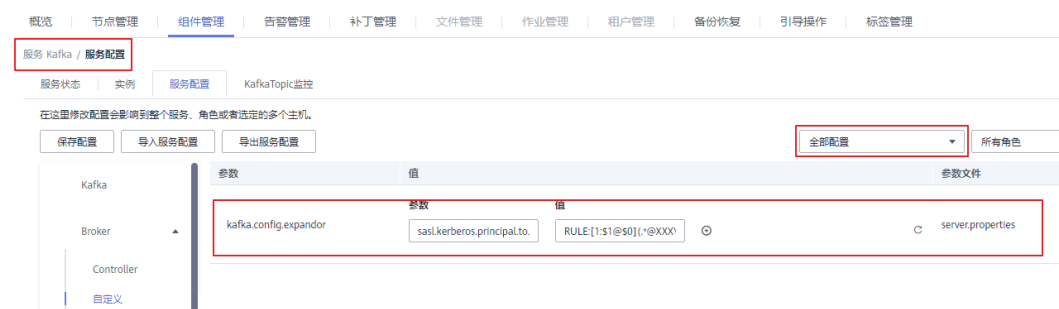 概览 节点管理 组件管理 告警管理 补丁管理 文件管理 作业管理 租户管理 备份恢复 引导操作 标签管理
服务 Kafka / 服务配置
服务状态 实例 服务配置 KafkaTopic监控
在这里修改配置会影响到整个服务、角色或者选定的多个主机。
保存配置 导入服务配置 导出服务配置 全部配置 所有角色
参数 值 参数文件
Kafka
参数 值
kafka.config.expandor sasl.kerberos.principal.to. RULE:[1:$1@$0](.*@XXX server.properties
Broker
Controller
自定义